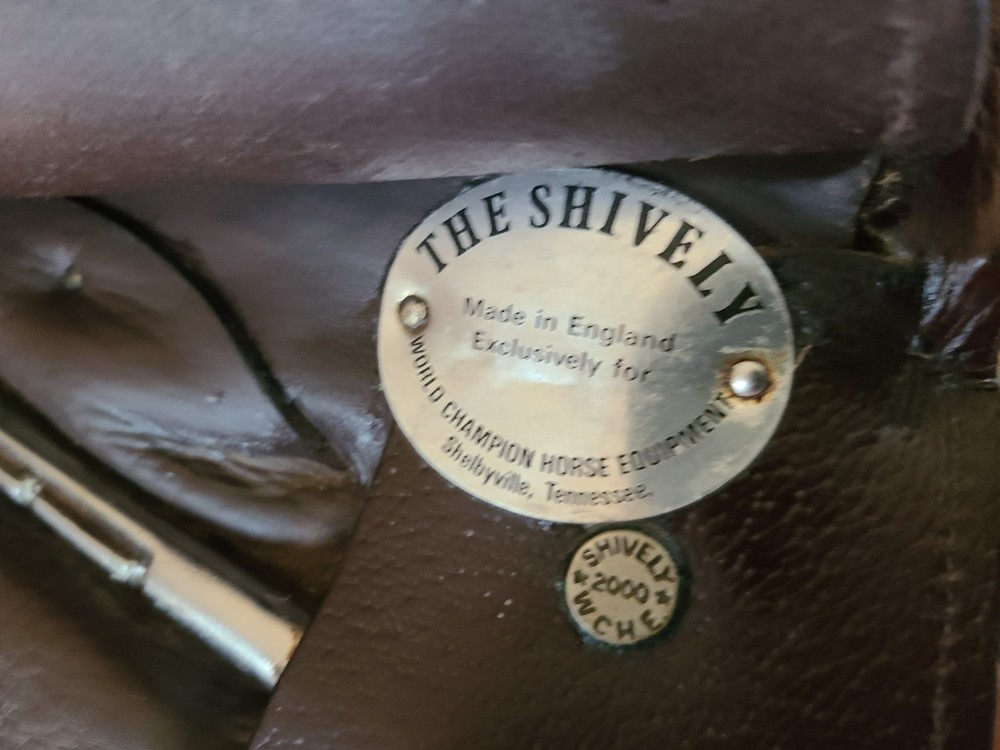 THE SHIVELY
Made in England
Exclusively for
WORLD CHAMPION HORSE EQUIPMENT
Shelbyville, Tennessee.
SHIVELY
★ 2000 ★
W.C.H.E.